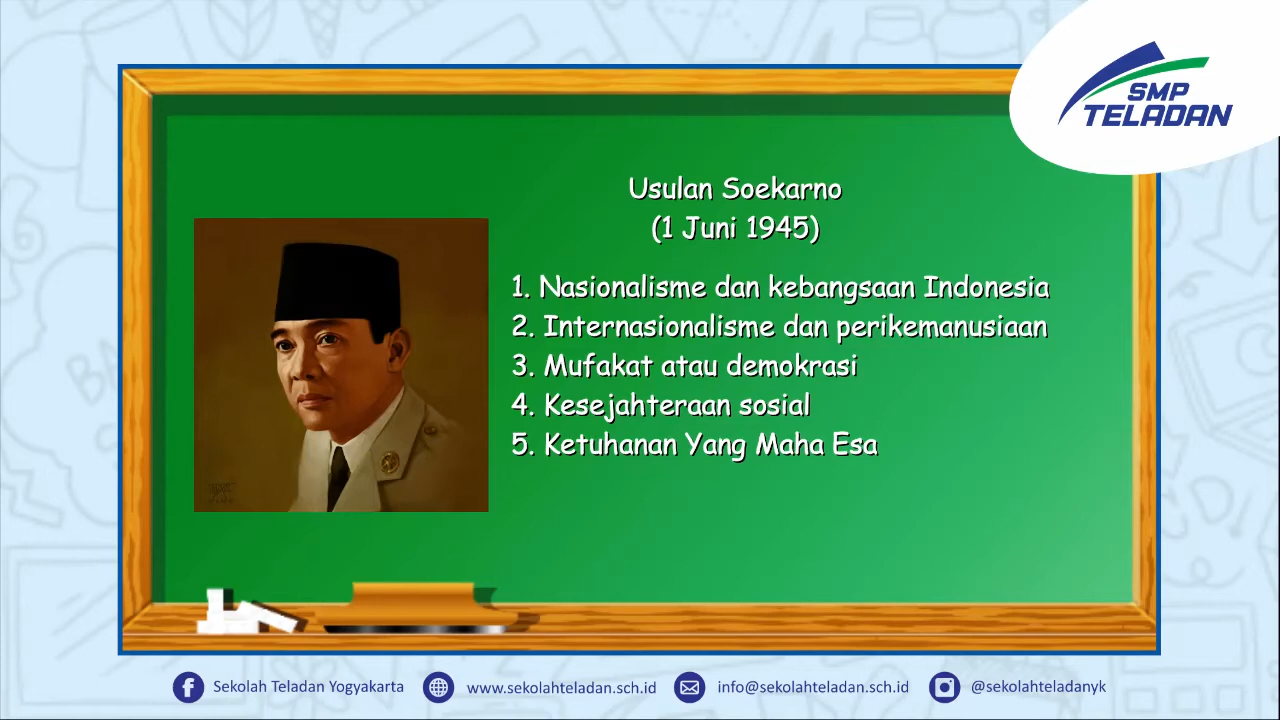 SMP
TELADAN
Usulan Soekarno
(1 Juni 1945)
1. Nasionalisme dan kebangsaan Indonesia
2. Internasionalisme dan perikemanusiaan
3. Mufakat atau demokrasi
4. Kesejahteraan sosial
5. Ketuhanan Yang Maha Esa
Sekolah Teladan Yogyakarta www.sekolahteladan.sch.id info@sekolahteladan.sch.id @sekolahteladanyk